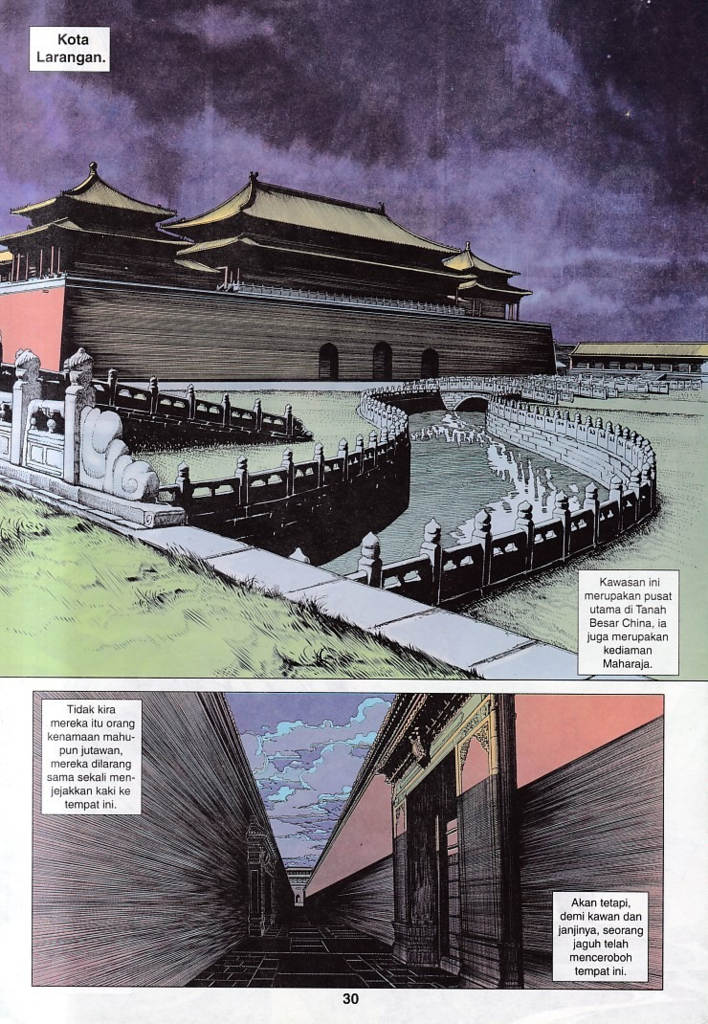 Kota
Larangan.
Kawasan ini
merupakan pusat
utama di Tanah
Besar China, ia
juga merupakan
kediaman
Maharaja.
Tidak kira
mereka itu orang
kenamaan mahu-
pun jutawan,
mereka dilarang
sama sekali men-
jejakkan kaki ke
tempat ini.
Akan tetapi,
demi kawan dan
janjinya, seorang
jaguh telah
menceroboh
tempat ini.
30